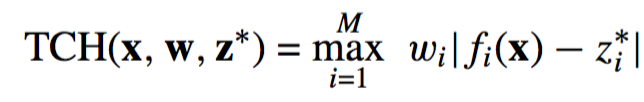 TCH(𝐱, 𝐰, 𝐳*) = max_{i=1}^{M} w_i|f_i(𝐱) − z_i^*|